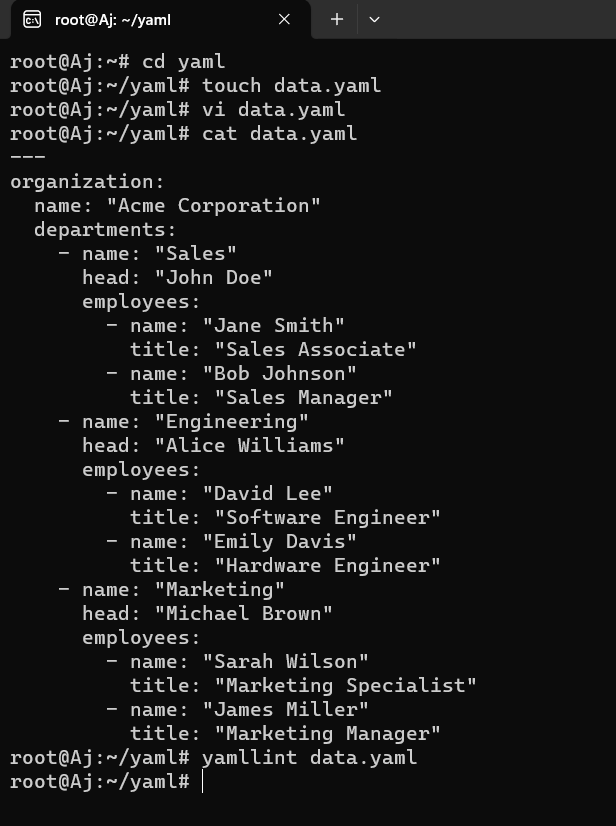 root@Aj: ~/yaml
root@Aj:~# cd yaml
root@Aj:~/yaml# touch data.yaml
root@Aj:~/yaml# vi data.yaml
root@Aj:~/yaml# cat data.yaml
---
organization:
  name: "Acme Corporation"
  departments:
    - name: "Sales"
      head: "John Doe"
      employees:
        - name: "Jane Smith"
          title: "Sales Associate"
        - name: "Bob Johnson"
          title: "Sales Manager"
    - name: "Engineering"
      head: "Alice Williams"
      employees:
        - name: "David Lee"
          title: "Software Engineer"
        - name: "Emily Davis"
          title: "Hardware Engineer"
    - name: "Marketing"
      head: "Michael Brown"
      employees:
        - name: "Sarah Wilson"
          title: "Marketing Specialist"
        - name: "James Miller"
          title: "Marketing Manager"
root@Aj:~/yaml# yamllint data.yaml
root@Aj:~/yaml#